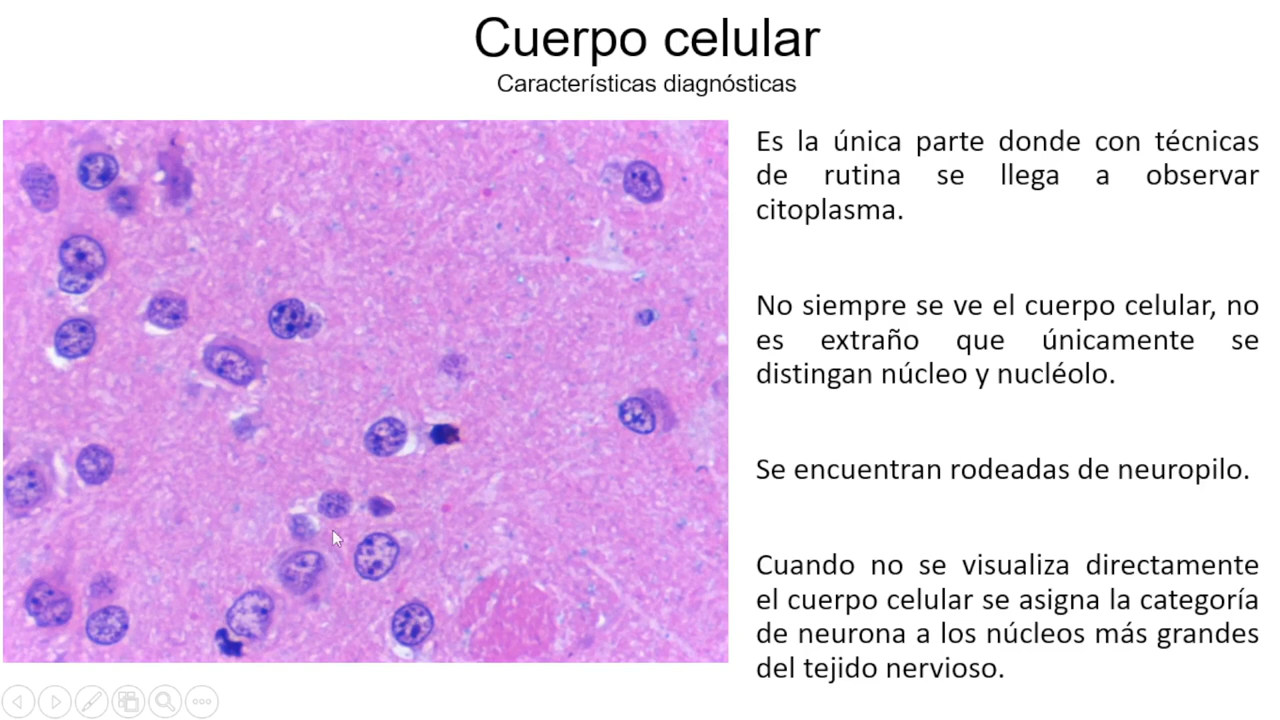 Cuerpo celular
Características diagnósticas
Es la única parte donde con técnicas
de rutina se llega a observar
citoplasma.
No siempre se ve el cuerpo celular, no
es extraño que únicamente se
distingan núcleo y nucléolo.
Se encuentran rodeadas de neuropilo.
Cuando no se visualiza directamente
el cuerpo celular se asigna la categoría
de neurona a los núcleos más grandes
del tejido nervioso.